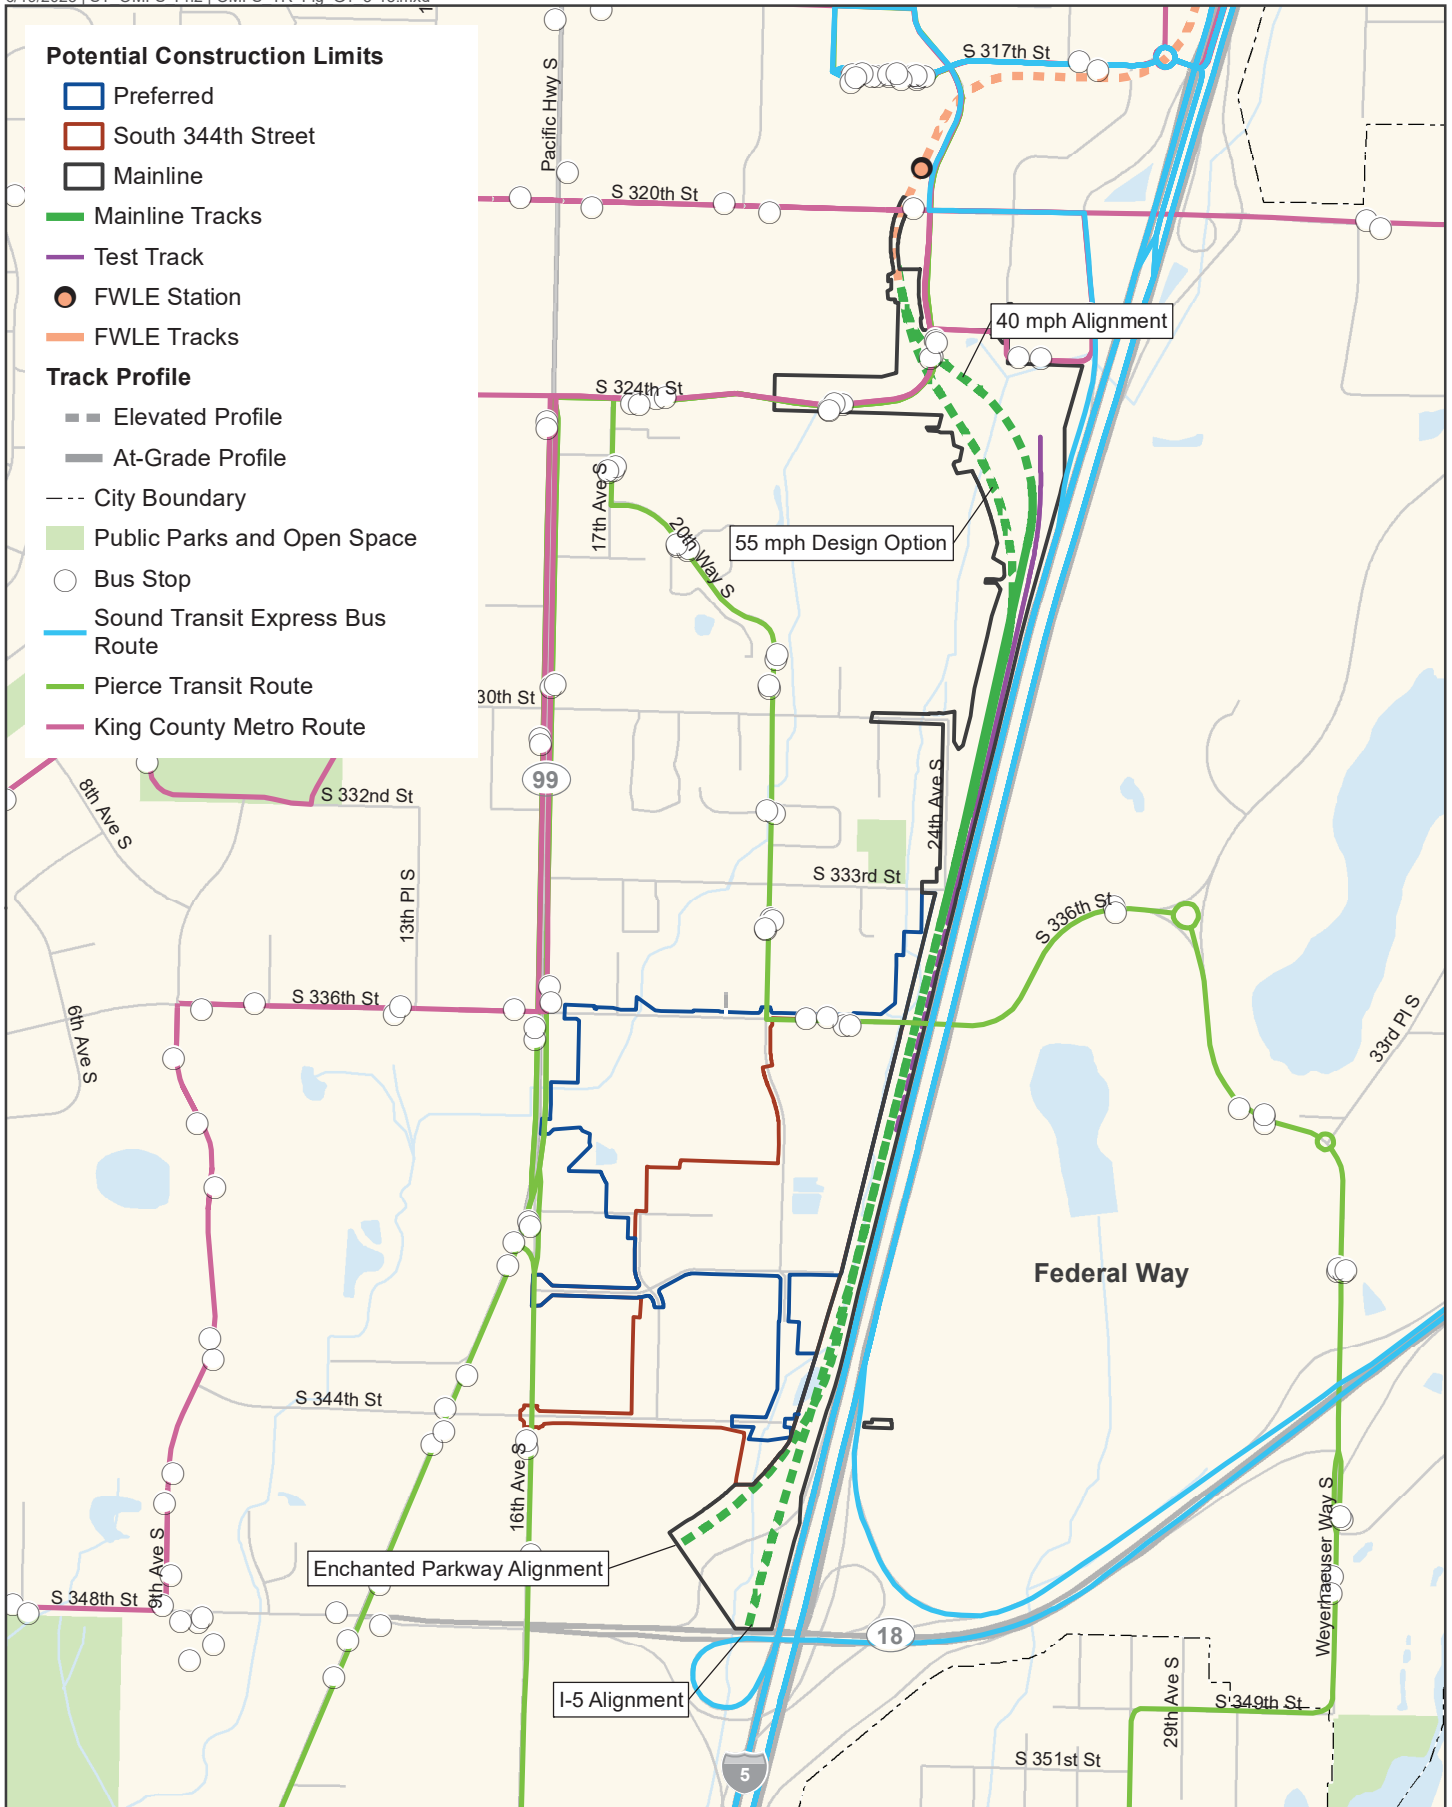 Potential Construction Limits
Preferred
South 344th Street
Mainline
Mainline Tracks
Test Track
FWLE Station
FWLE Tracks
Track Profile
Elevated Profile
At-Grade Profile
City Boundary
Public Parks and Open Space
Bus Stop
Sound Transit Express Bus
Route
Pierce Transit Route
King County Metro Route
S 317th St
Pacific Hwy S
S 320th St
40 mph Alignment
S 324th St
17th Ave S
20th Way S
55 mph Design Option
30th St
99
8th Ave S
S 332nd St
24th Ave S
13th Pl S
S 333rd St
S 336th St
S 336th St
6th Ave S
33rd Pl S
Federal Way
S 344th St
16th Ave S
Enchanted Parkway Alignment
9th Ave S
S 348th St
18
Weyerhaeuser Way S
I-5 Alignment
29th Ave S
S 349th St
S 351st St
5